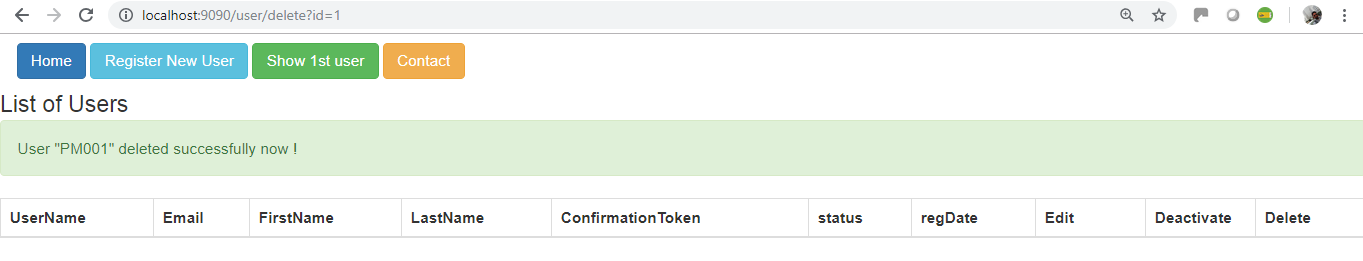 localhost:9090/user/delete?id=1
Home Register New User Show 1st user Contact
List of Users
User "PM001" deleted successfully now !
UserName Email FirstName LastName ConfirmationToken status regDate Edit Deactivate Delete